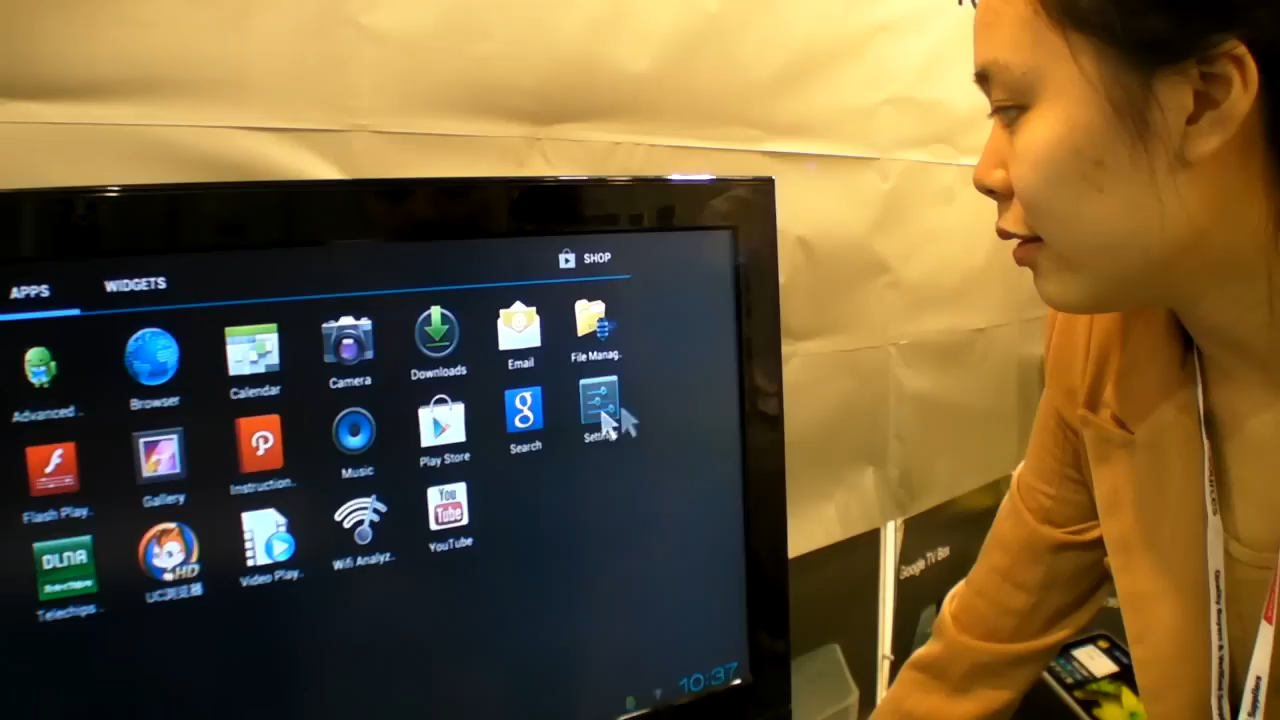 APPS WIDGETS SHOP
Advanced .. Browser Calendar Camera Downloads Email File Manag..
Flash Play.. Gallery Instruction.. Music Play Store Search
Telechips .. UC浏览器 Video Play.. Wifi Analyz.. YouTube
DLNA
HD
You
Tube
10:37
Google TV Box